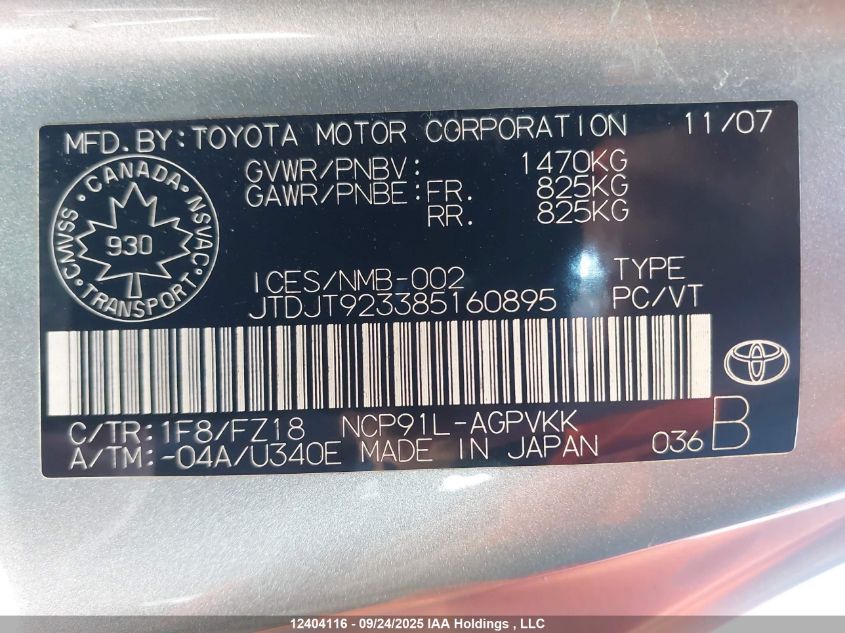 MFD.BY:TOYOTA MOTOR CORPORATION 11/07
GVWR/PNBV: 1470KG
GAWR/PNBE:FR. 825KG
RR. 825KG
CANADA
CMVSS NSVAC
930
TRANSPORT
ICES/NMB-002 TYPE
JTDJT923385160895 PC/VT
C/TR:1F8/FZ18 NCP91L-AGPVKK
A/TM:-04A/U340E MADE IN JAPAN 036 B
12404116 - 09/24/2025 IAA Holdings , LLC